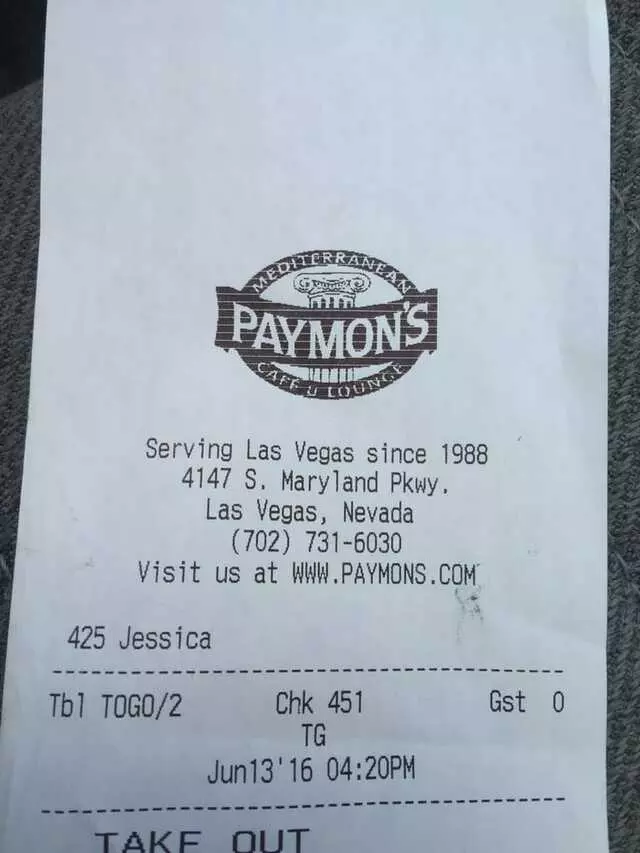 MEDITERRANEAN
PAYMON'S
CAFE & LOUNGE
Serving Las Vegas since 1988
4147 S. Maryland Pkwy.
Las Vegas, Nevada
(702) 731-6030
Visit us at WWW.PAYMONS.COM
425 Jessica
Tbl TOGO/2 Chk 451 Gst 0
TG
Jun13'16 04:20PM
TAKE OUT